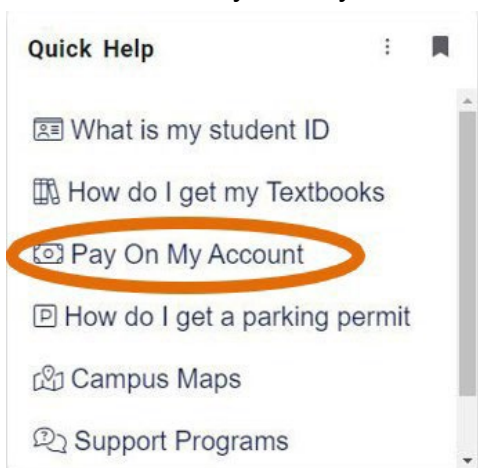 Quick Help
What is my student ID
How do I get my Textbooks
Pay On My Account
P How do I get a parking permit
Campus Maps
Support Programs